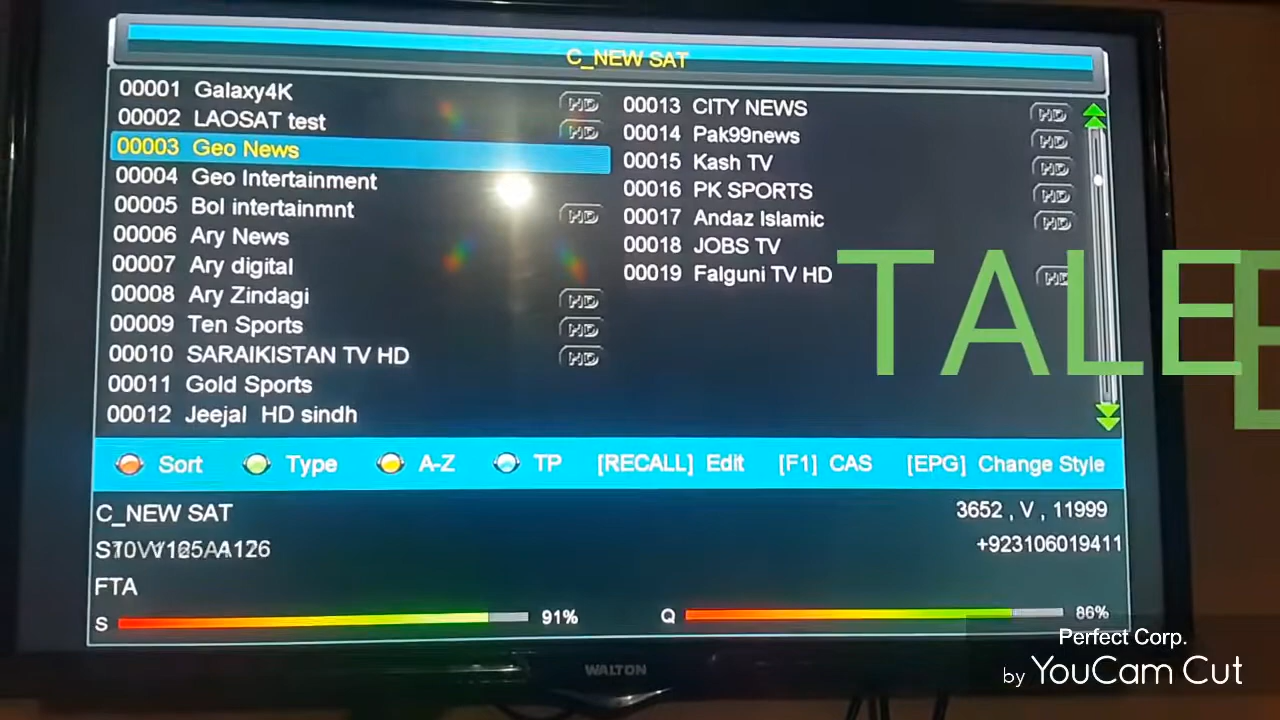 C_NEW SAT
00001 Galaxy4K HD
00002 LAOSAT test HD
00003 Geo News
00004 Geo Intertainment
00005 Bol intertainmnt HD
00006 Ary News
00007 Ary digital
00008 Ary Zindagi HD
00009 Ten Sports HD
00010 SARAIKISTAN TV HD HD
00011 Gold Sports
00012 Jeejal HD sindh
00013 CITY NEWS HD
00014 Pak99news HD
00015 Kash TV HD
00016 PK SPORTS HD
00017 Andaz Islamic HD
00018 JOBS TV
00019 Falguni TV HD HD
TALE
Sort Type A-Z TP [RECALL] Edit [F1] CAS [EPG] Change Style
C_NEW SAT 3652 , V , 11999
+923106019411
FTA
S 91% Q 86%
WALTON
Perfect Corp.
by YouCam Cut